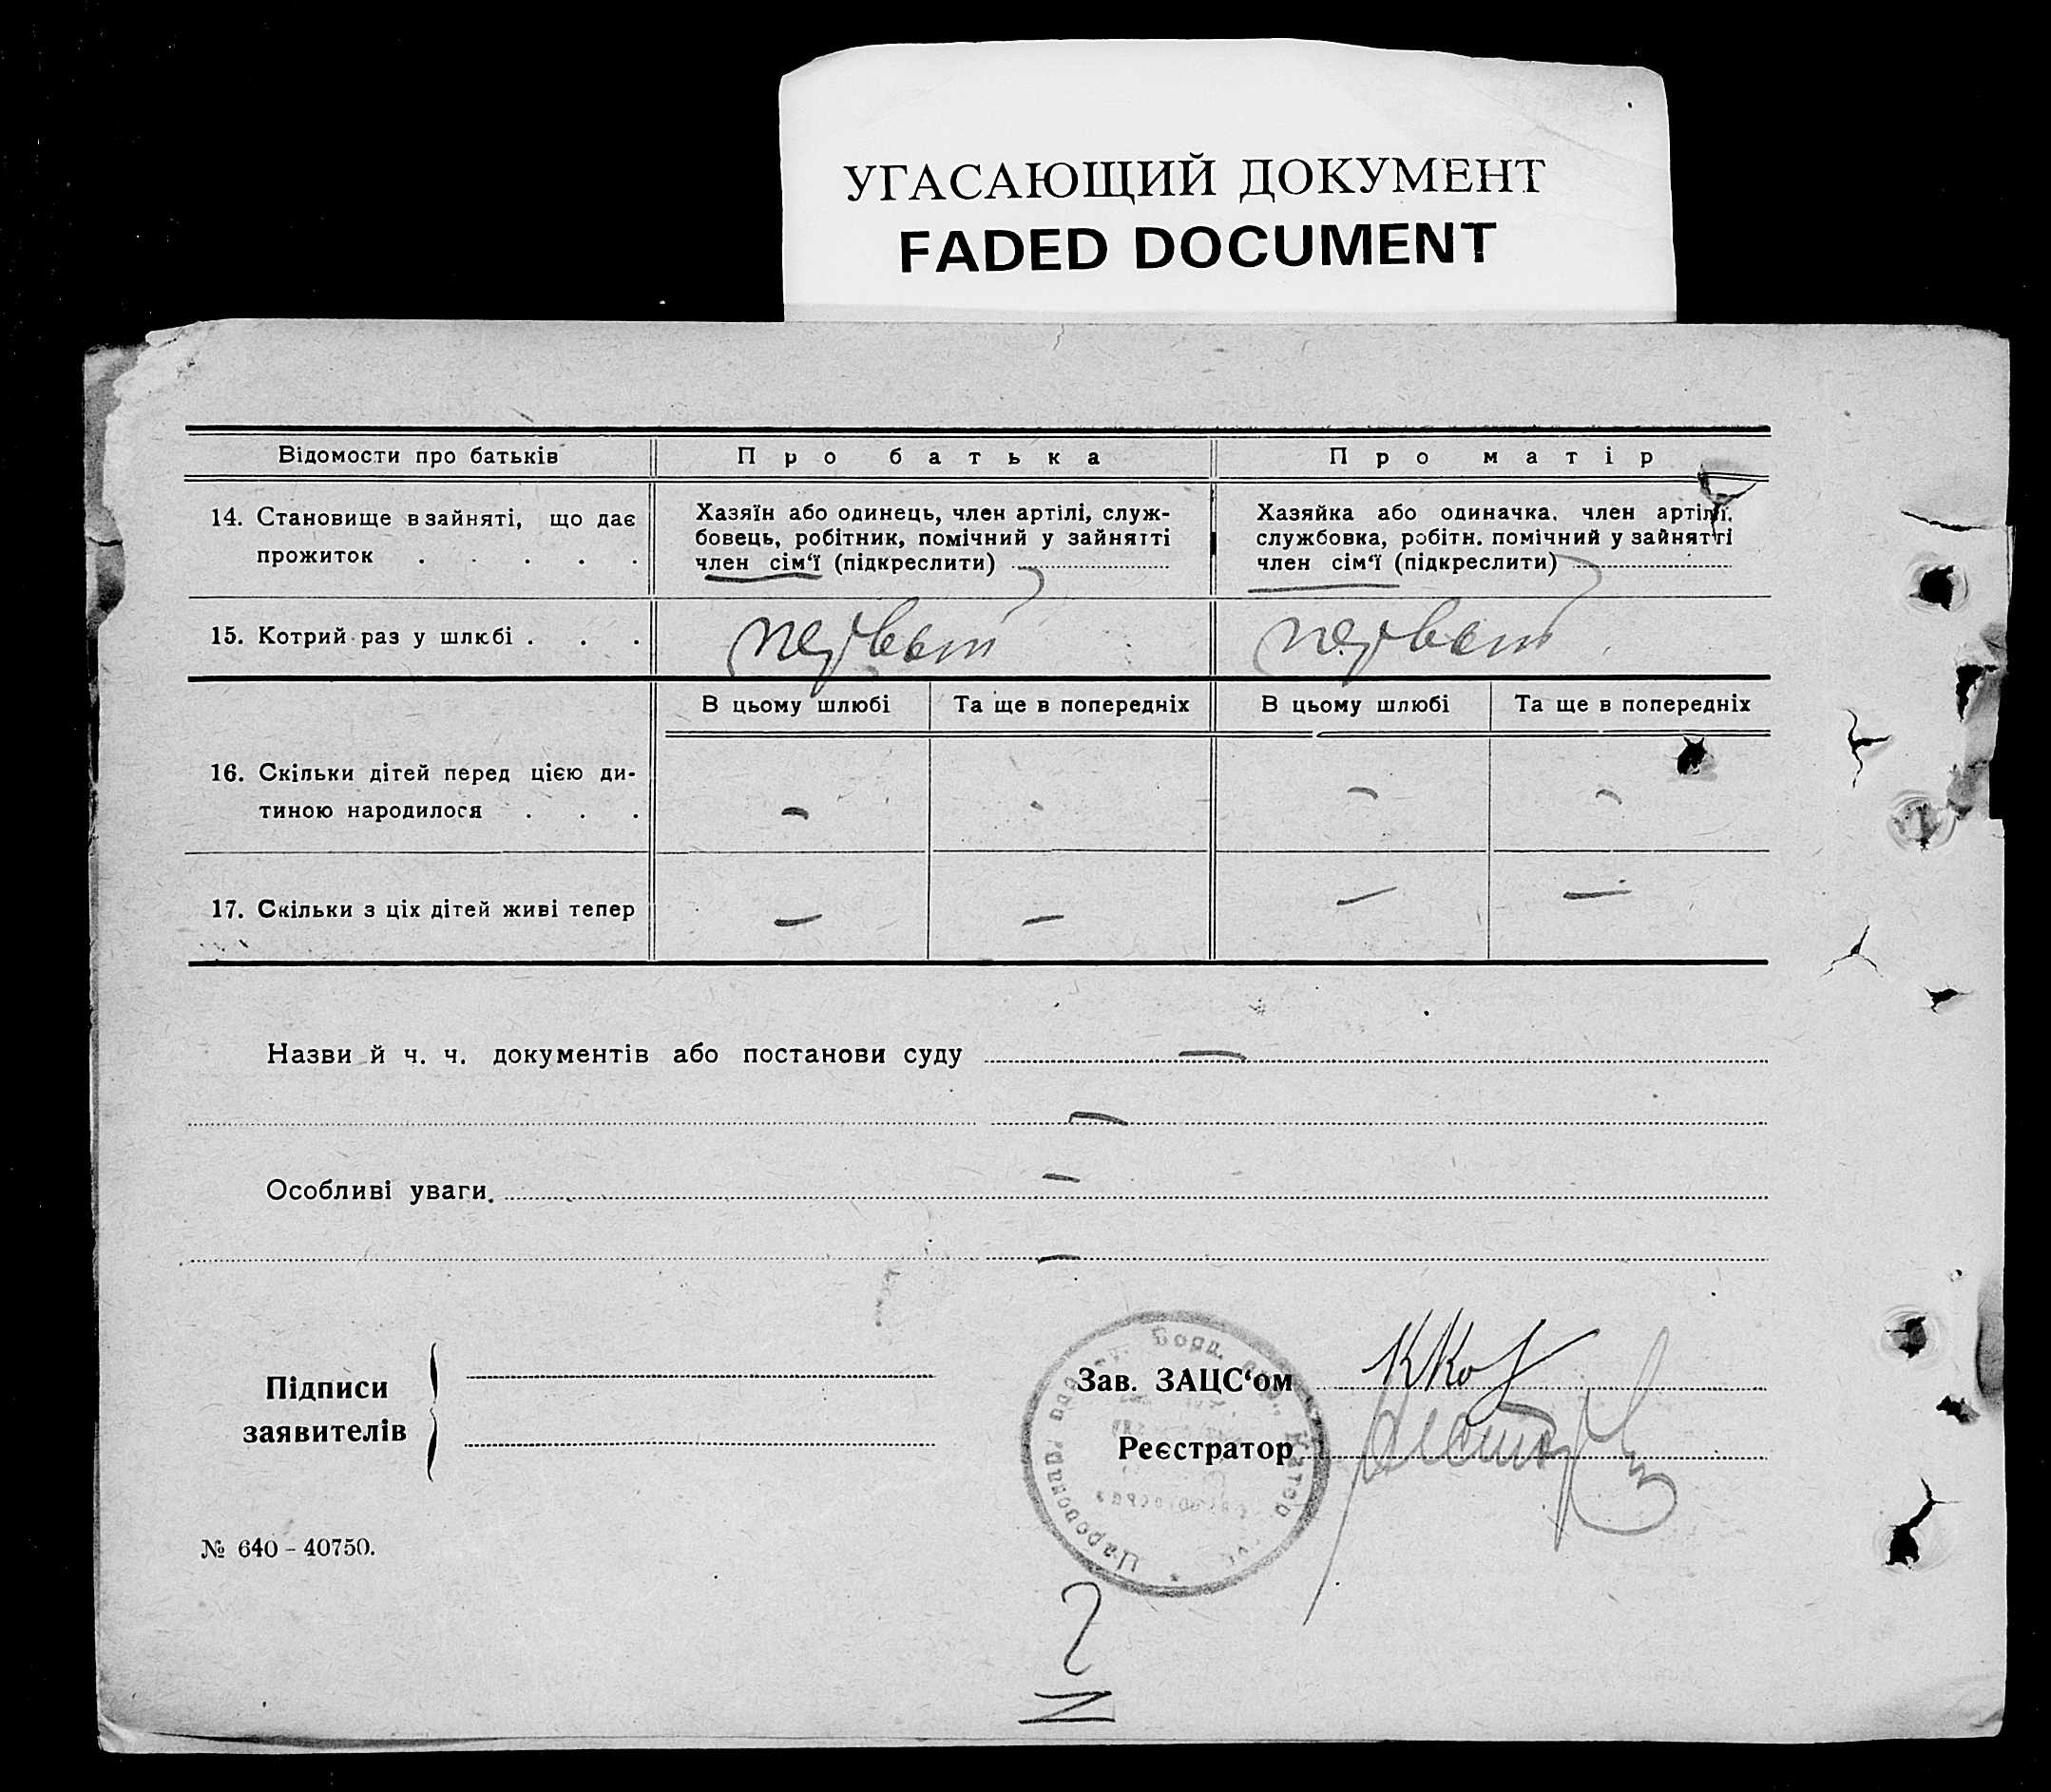 УГАСАЮЩИЙ ДОКУМЕНТ
FADED DOCUMENT
Відомости про батьків
Про батька
Про матір
14. Становище в зайняті, що дає
прожиток . . . . .
Хазяїн або одинець, член артілі, служ-
бовець, робітник, помічний у зайнятті
член сім‘ї (підкреслити)
Хазяйка або одиначка, член артілі,
службовка, робітн. помічний у зайнятті
член сім‘ї (підкреслити)
15. Котрий раз у шлюбі . . .
первый
первый
В цьому шлюбі
Та ще в попередніх
В цьому шлюбі
Та ще в попередніх
16. Скільки дітей перед цією ди-
тиною народилося . . .
– – – –
17. Скільки з ціх дітей живі тепер
– – – –
Назви й ч. ч. документів або постанови суду –
–
Особливі уваги. –
–
Підписи
заявителів
Зав. ЗАЦС‘ом
Реєстратор
№ 640 – 40750.